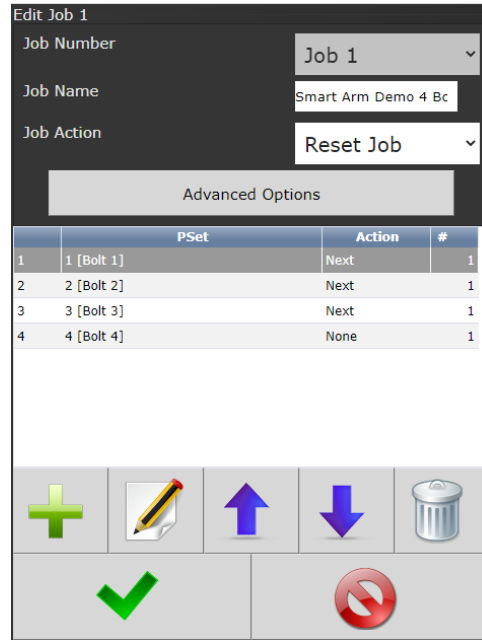 Edit Job 1
Job Number
Job 1
Job Name
Smart Arm Demo 4 Bc
Job Action
Reset Job
Advanced Options
PSet Action #
1 1 [Bolt 1] Next 1
2 2 [Bolt 2] Next 1
3 3 [Bolt 3] Next 1
4 4 [Bolt 4] None 1